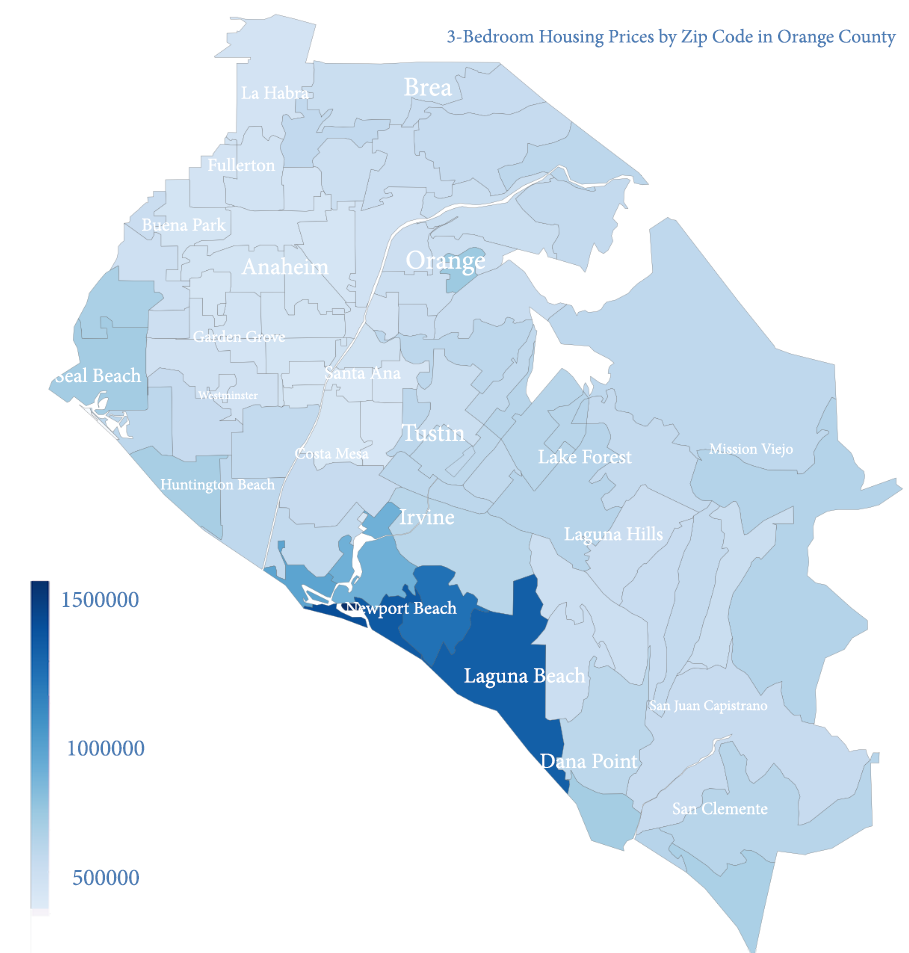 3-Bedroom Housing Prices by Zip Code in Orange County
Brea
La Habra
Fullerton
Buena Park
Orange
Anaheim
Garden Grove
Santa Ana
Seal Beach
Westminster
Tustin
Mission Viejo
Costa Mesa
Lake Forest
Huntington Beach
Irvine
Laguna Hills
1500000
Newport Beach
Laguna Beach
San Juan Capistrano
1000000
Dana Point
San Clemente
500000